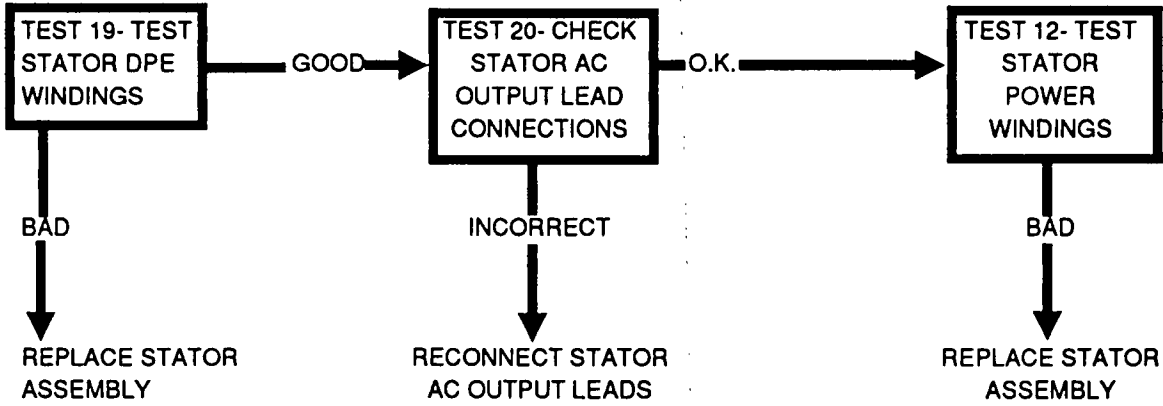 TEST 19- TEST
STATOR DPE
WINDINGS
GOOD
TEST 20- CHECK
STATOR AC
OUTPUT LEAD
CONNECTIONS
O.K.
TEST 12- TEST
STATOR
POWER
WINDINGS
BAD
INCORRECT
BAD
REPLACE STATOR
ASSEMBLY
RECONNECT STATOR
AC OUTPUT LEADS
REPLACE STATOR
ASSEMBLY